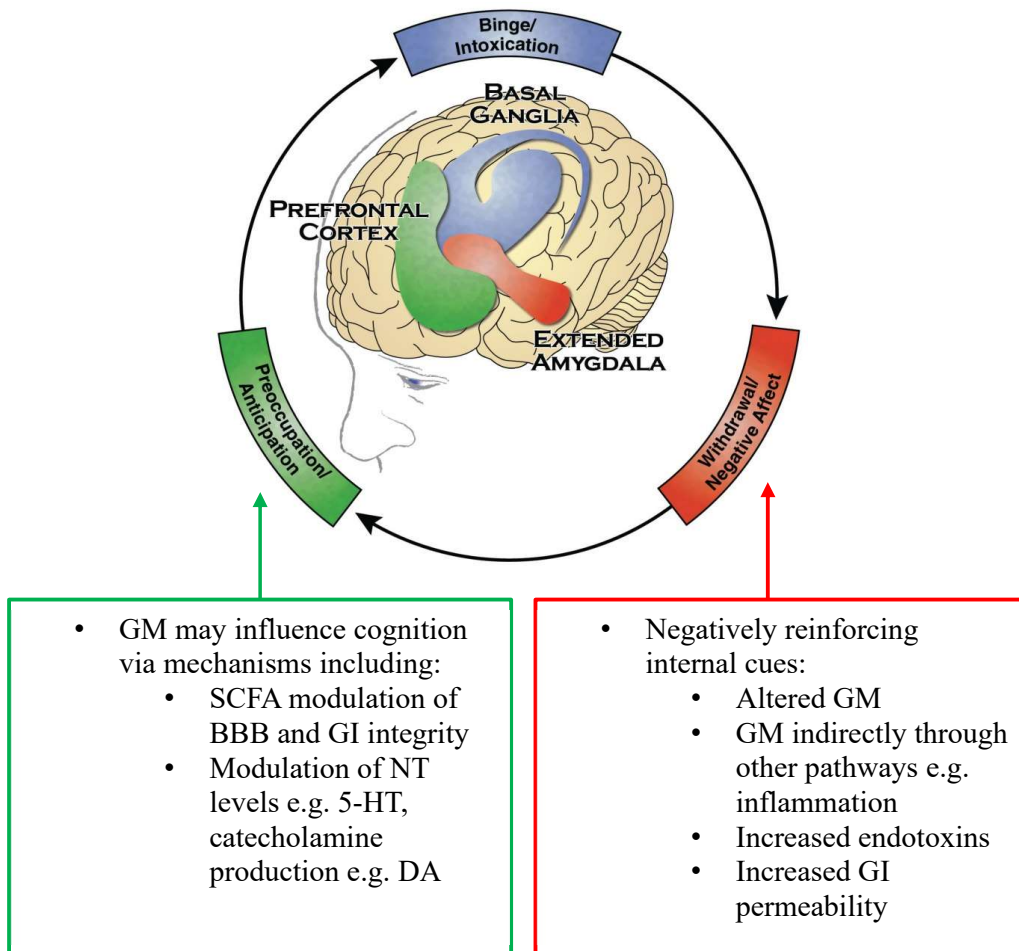 Binge/
Intoxication
BASAL
GANGLIA
PREFRONTAL
CORTEX
EXTENDED
AMYGDALA
Preoccupation/
Anticipation
Withdrawal/
Negative Affect
• GM may influence cognition
via mechanisms including:
• SCFA modulation of
BBB and GI integrity
• Modulation of NT
levels e.g. 5-HT,
catecholamine
production e.g. DA
• Negatively reinforcing
internal cues:
• Altered GM
• GM indirectly through
other pathways e.g.
inflammation
• Increased endotoxins
• Increased GI
permeability